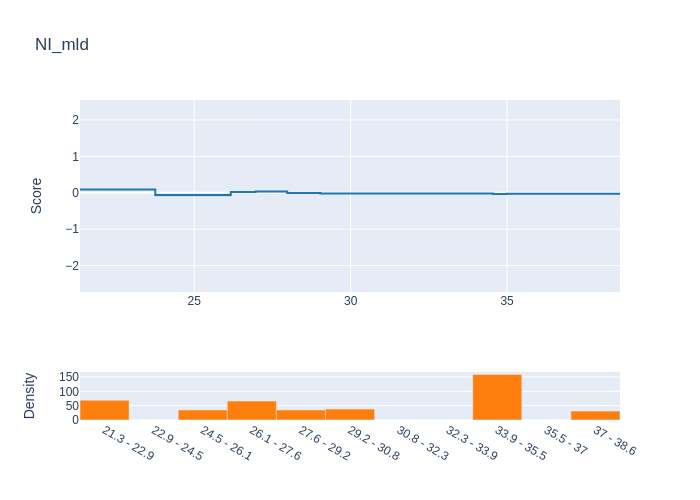 NI_mld
Score
2
1
0
−1
−2
25
30
35
Density
150
100
50
0
21.3 - 22.9
22.9 - 24.5
24.5 - 26.1
26.1 - 27.6
27.6 - 29.2
29.2 - 30.8
30.8 - 32.3
32.3 - 33.9
33.9 - 35.5
35.5 - 37
37 - 38.6